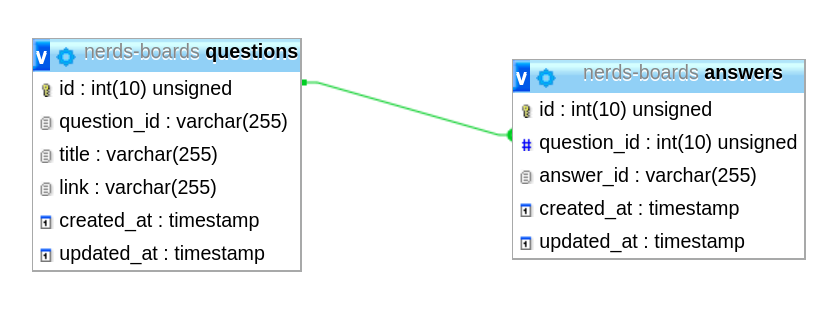 v nerds-boards questions
id : int(10) unsigned
question_id : varchar(255)
title : varchar(255)
link : varchar(255)
created_at : timestamp
updated_at : timestamp
v nerds-boards answers
id : int(10) unsigned
# question_id : int(10) unsigned
answer_id : varchar(255)
created_at : timestamp
updated_at : timestamp